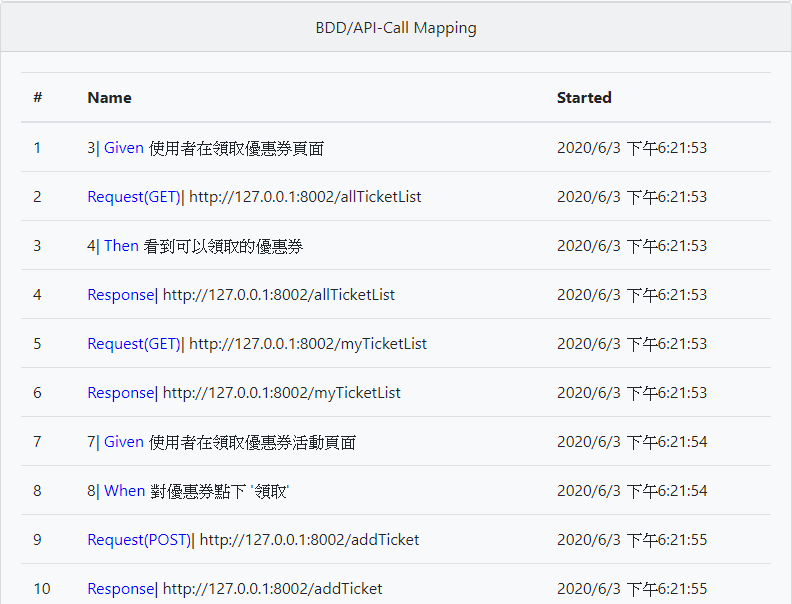 BDD/API-Call Mapping
# Name Started
1 3| Given 使用者在領取優惠券頁面 2020/6/3 下午6:21:53
2 Request(GET)| http://127.0.0.1:8002/allTicketList 2020/6/3 下午6:21:53
3 4| Then 看到可以領取的優惠券 2020/6/3 下午6:21:53
4 Response| http://127.0.0.1:8002/allTicketList 2020/6/3 下午6:21:53
5 Request(GET)| http://127.0.0.1:8002/myTicketList 2020/6/3 下午6:21:53
6 Response| http://127.0.0.1:8002/myTicketList 2020/6/3 下午6:21:53
7 7| Given 使用者在領取優惠券活動頁面 2020/6/3 下午6:21:54
8 8| When 對優惠券點下 '領取' 2020/6/3 下午6:21:54
9 Request(POST)| http://127.0.0.1:8002/addTicket 2020/6/3 下午6:21:55
10 Response| http://127.0.0.1:8002/addTicket 2020/6/3 下午6:21:55